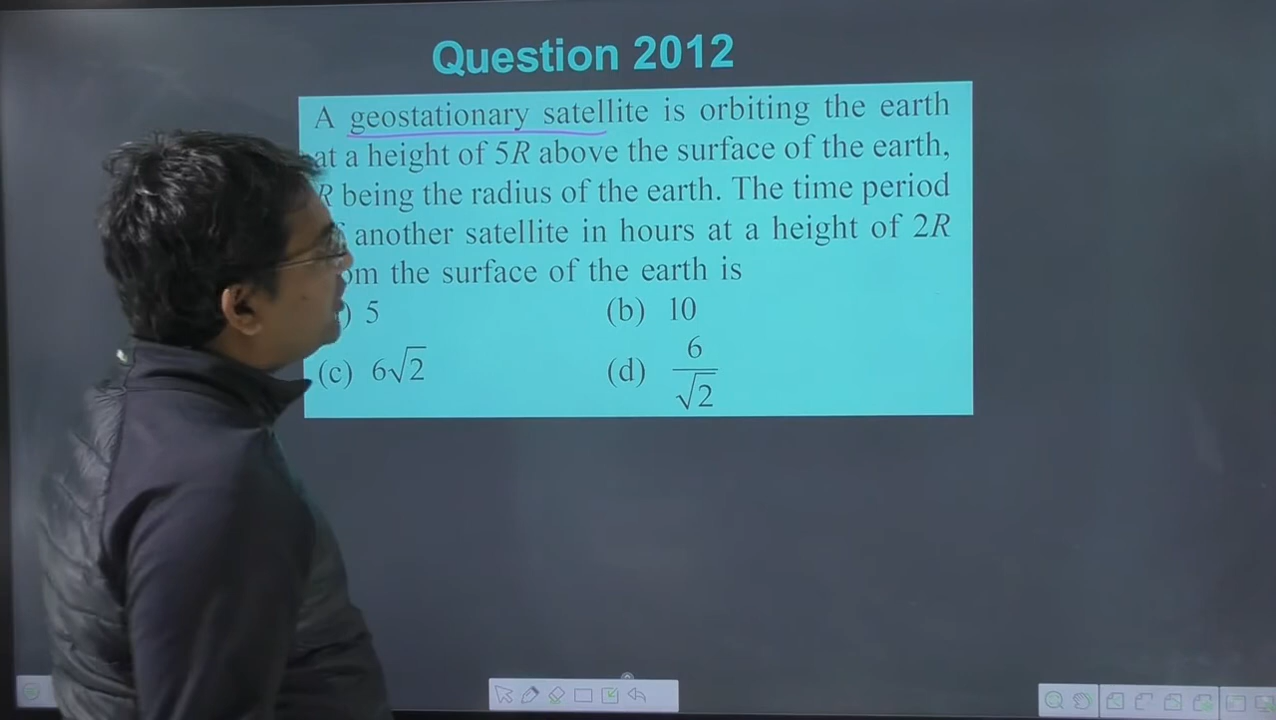 Question 2012
A geostationary satellite is orbiting the earth
at a height of 5R above the surface of the earth,
R being the radius of the earth. The time period
another satellite in hours at a height of 2R
om the surface of the earth is
) 5 (b) 10
(c) 6√2 (d) 6/√2